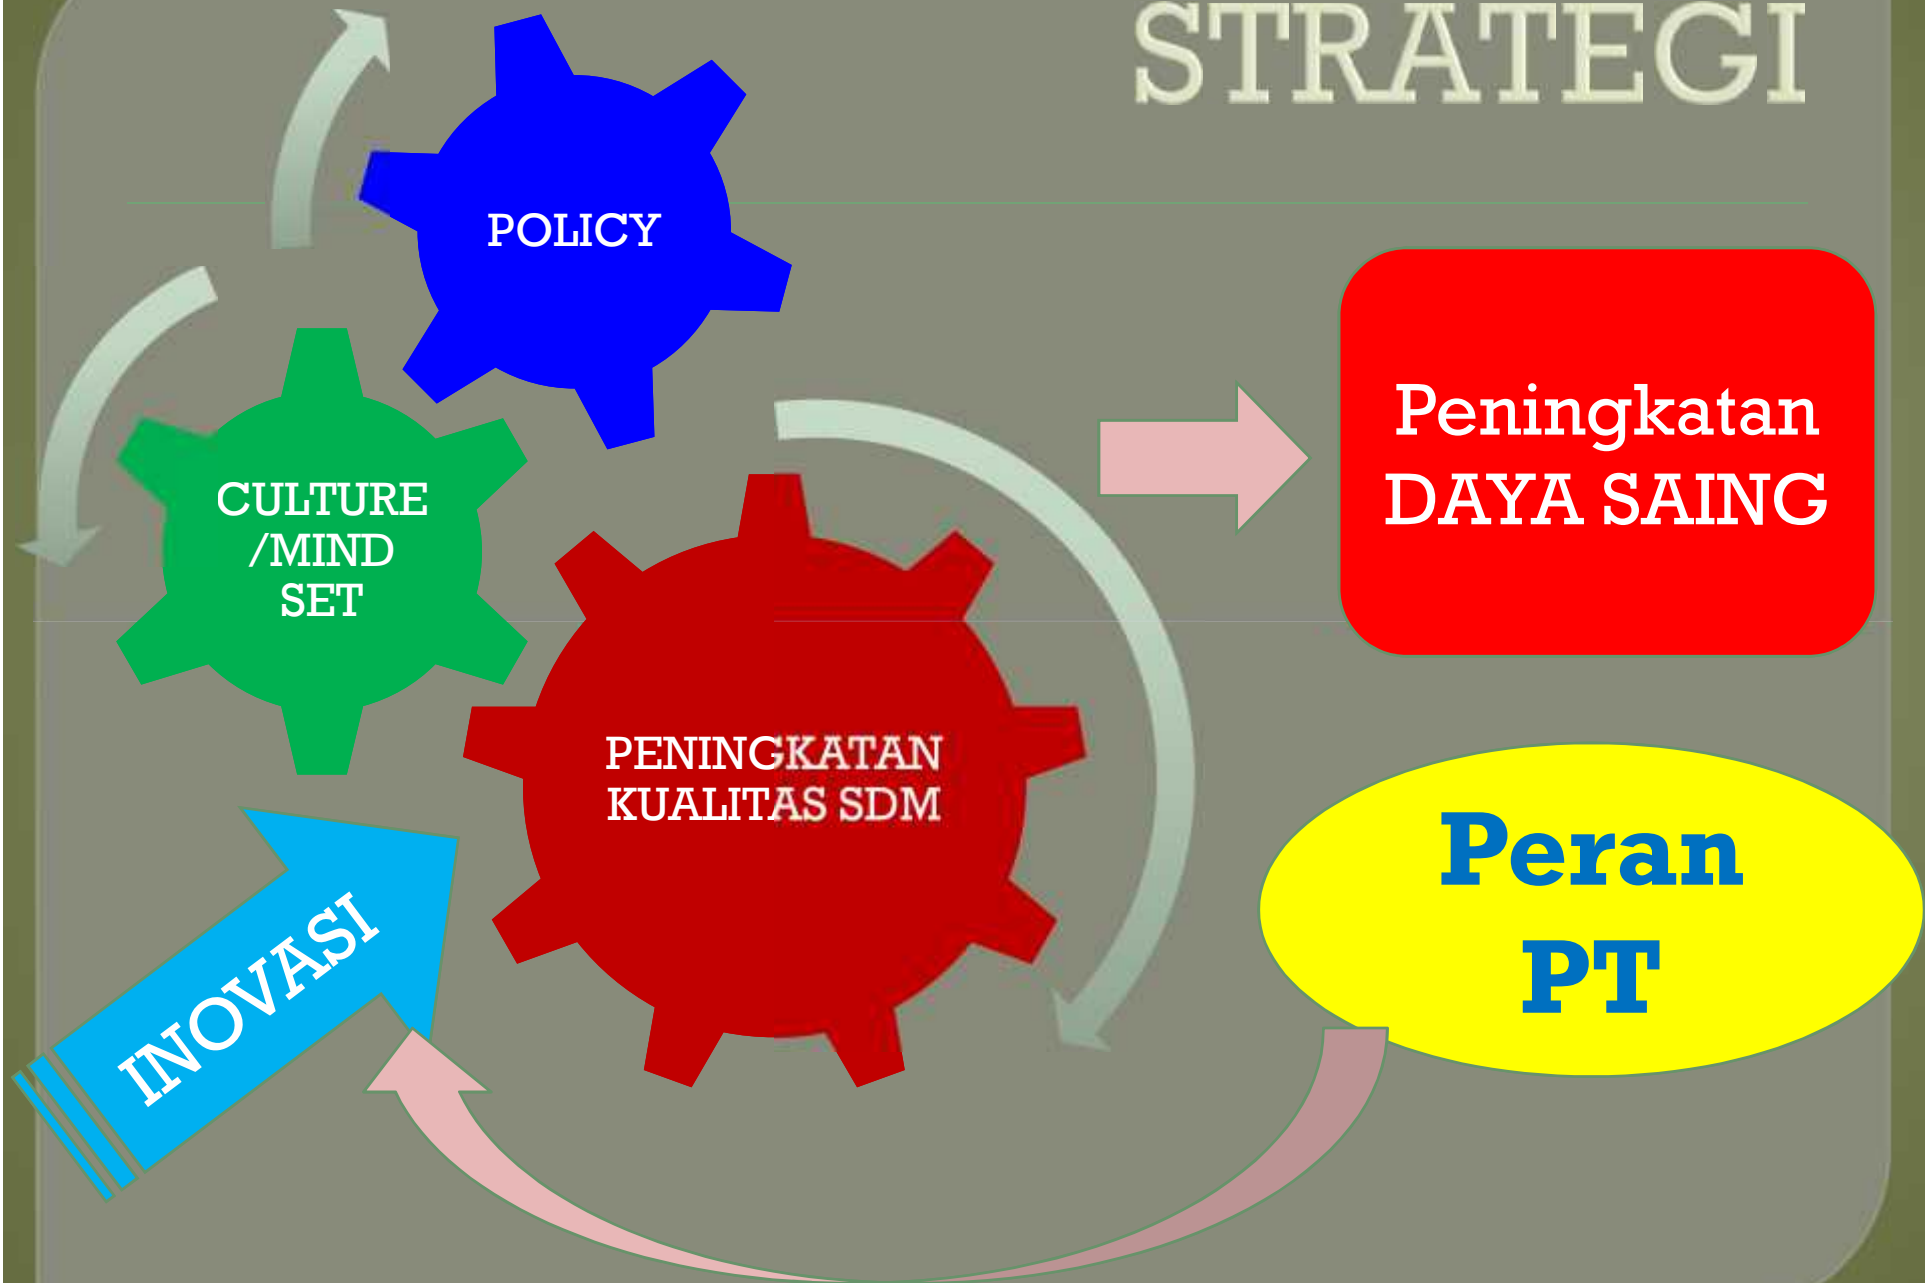 STRATEGI
POLICY
CULTURE
/MIND
SET
PENINGKATAN
KUALITAS SDM
INOVASI
Peningkatan
DAYA SAING
Peran
PT